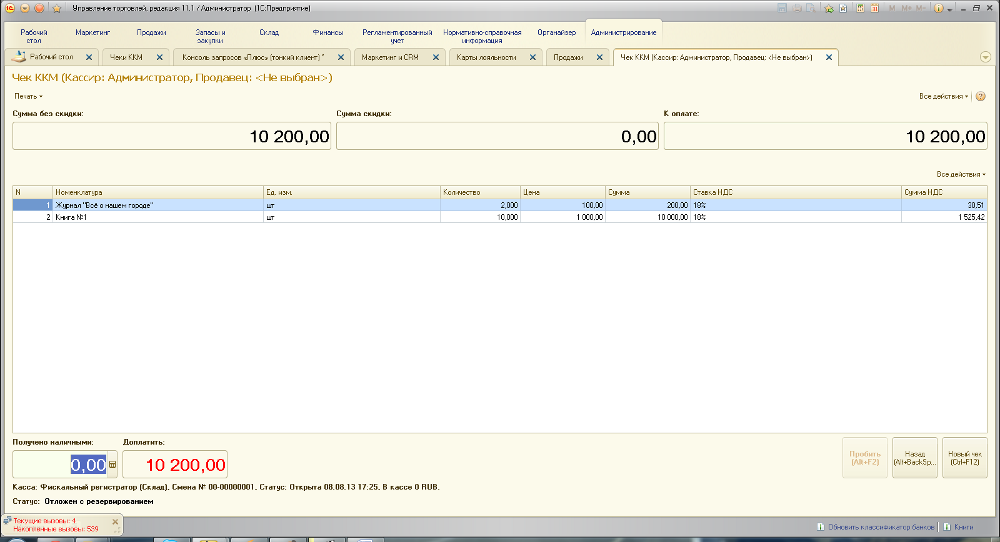 Управление торговлей, редакция 11.1 / Администратор (1С:Предприятие)
M M+ M-
Рабочий стол
Маркетинг
Продажи
Запасы и закупки
Склад
Финансы
Регламентированный учет
Нормативно-справочная информация
Органайзер
Администрирование
Рабочий стол
Чеки ККМ
Консоль запросов «Плюс» (тонкий клиент) *
Маркетинг и CRM
Карты лояльности
Продажи
Чек ККМ (Кассир: Администратор, Продавец: <Не выбран>)
Чек ККМ (Кассир: Администратор, Продавец: <Не выбран>)
Печать
Все действия
Сумма без скидки: Сумма скидки: К оплате:
10 200,00 0,00 10 200,00
Все действия
N Номенклатура Ед. изм. Количество Цена Сумма Ставка НДС Сумма НДС
1 Журнал "Всё о нашем городе" шт 2,000 100,00 200,00 18% 30,51
2 Книга №1 шт 10,000 1 000,00 10 000,00 18% 1 525,42
Получено наличными: Доплатить:
0,00 10 200,00
Пробить (Alt+F2)
Назад (Alt+BackSp...
Новый чек (Ctrl+F12)
Касса: Фискальный регистратор (Склад), Смена № 00-00000001, Статус: Открыта 08.08.13 17:25, В кассе 0 RUB.
Статус: Отложен с резервированием
Текущие вызовы: 4
Накопленные вызовы: 539
Обновить классификатор банков
Книги